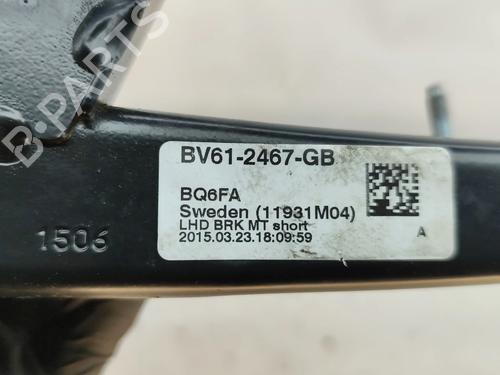 B-PARTS
BV61-2467-GB
BQ6FA
Sweden (11931M04)
LHD BRK MT short
2015.03.23.18:09:59
A
1506